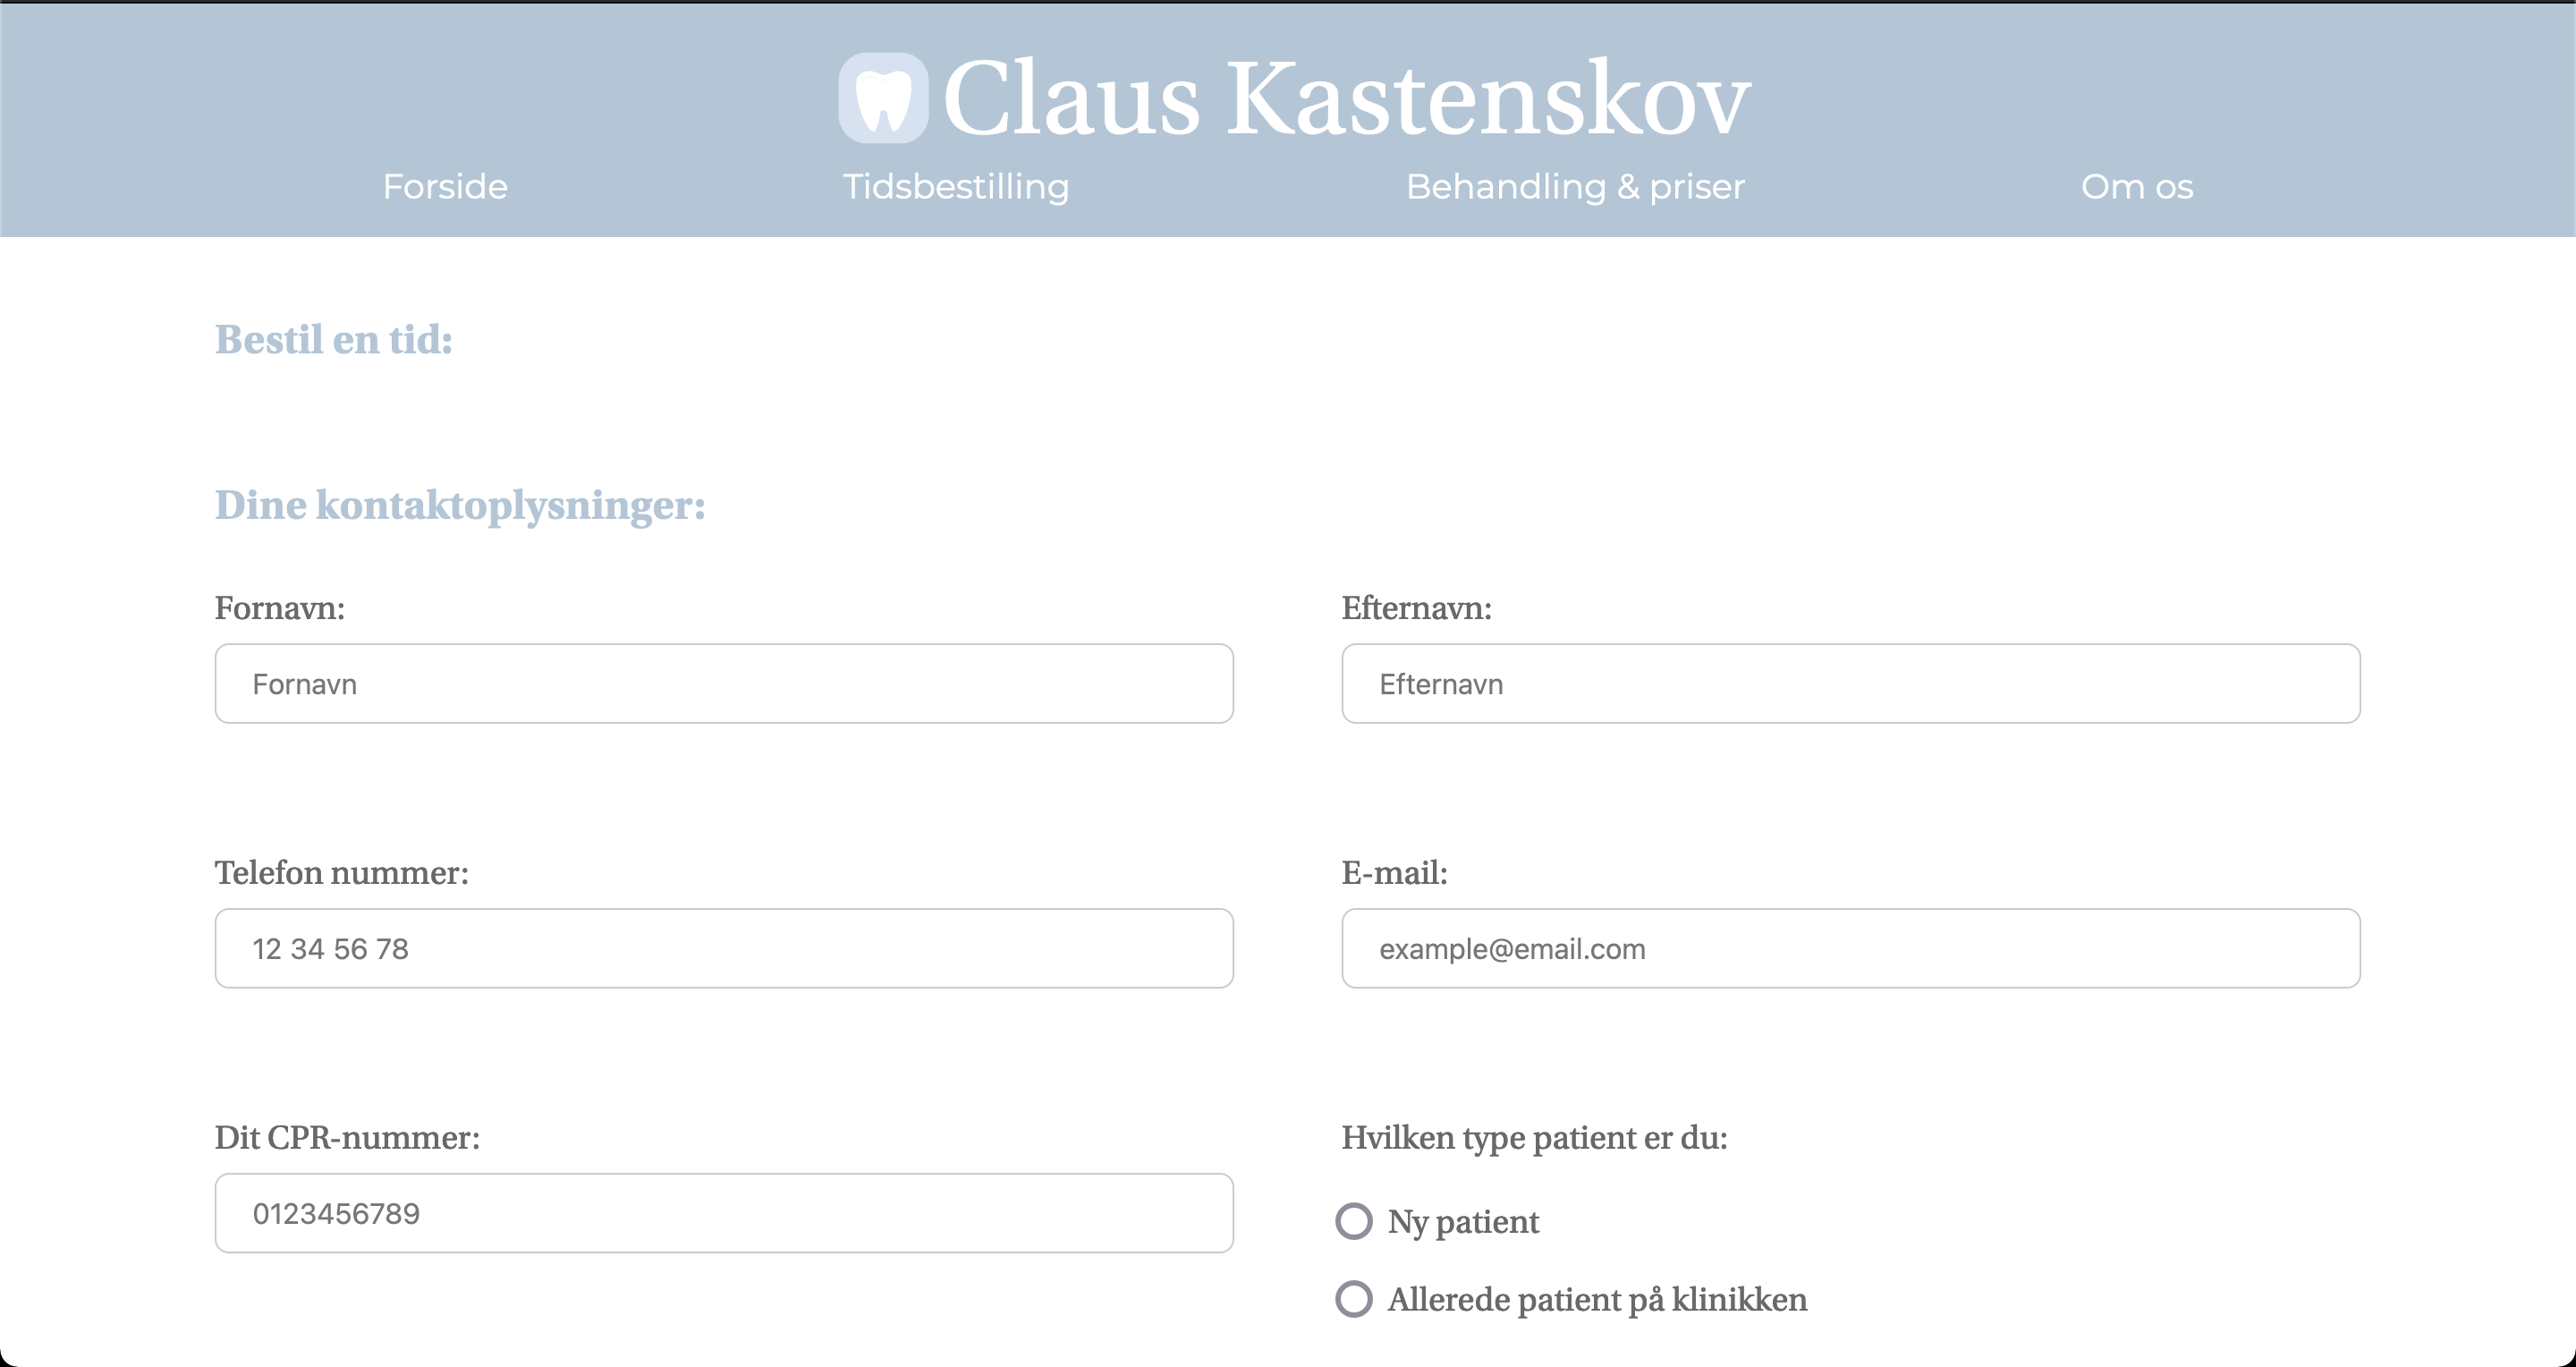 Claus Kastenskov
Forside Tidsbestilling Behandling & priser Om os
Bestil en tid:
Dine kontaktoplysninger:
Fornavn: Efternavn:
Fornavn Efternavn
Telefon nummer: E-mail:
12 34 56 78 example@email.com
Dit CPR-nummer: Hvilken type patient er du:
0123456789
Ny patient
Allerede patient på klinikken